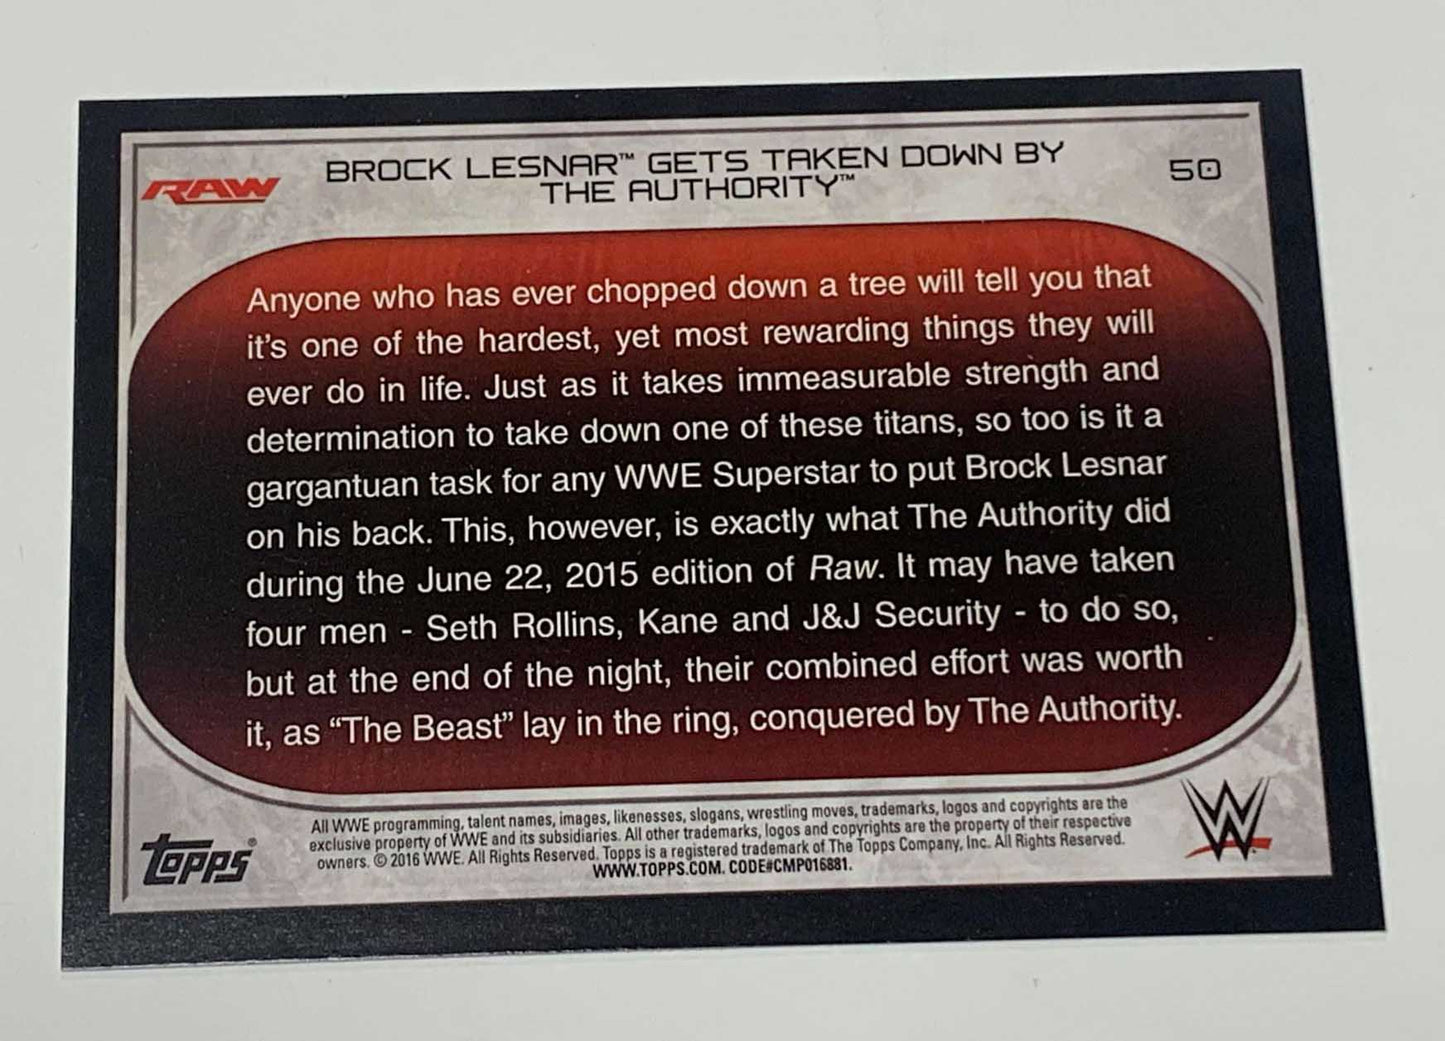 RAW
BROCK LESNAR™ GETS TAKEN DOWN BY
THE AUTHORITY™
50
Anyone who has ever chopped down a tree will tell you that
it's one of the hardest, yet most rewarding things they will
ever do in life. Just as it takes immeasurable strength and
determination to take down one of these titans, so too is it a
gargantuan task for any WWE Superstar to put Brock Lesnar
on his back. This, however, is exactly what The Authority did
during the June 22, 2015 edition of Raw. It may have taken
four men - Seth Rollins, Kane and J&J Security - to do so,
but at the end of the night, their combined effort was worth
it, as “The Beast” lay in the ring, conquered by The Authority.
All WWE programming, talent names, images, likenesses, slogans, wrestling moves, trademarks, logos and copyrights are the
exclusive property of WWE and its subsidiaries. All other trademarks, logos and copyrights are the property of their respective
owners. © 2016 WWE. All Rights Reserved. Topps is a registered trademark of The Topps Company, Inc. All Rights Reserved.
WWW.TOPPS.COM. CODE#CMP016881.
topps®
W